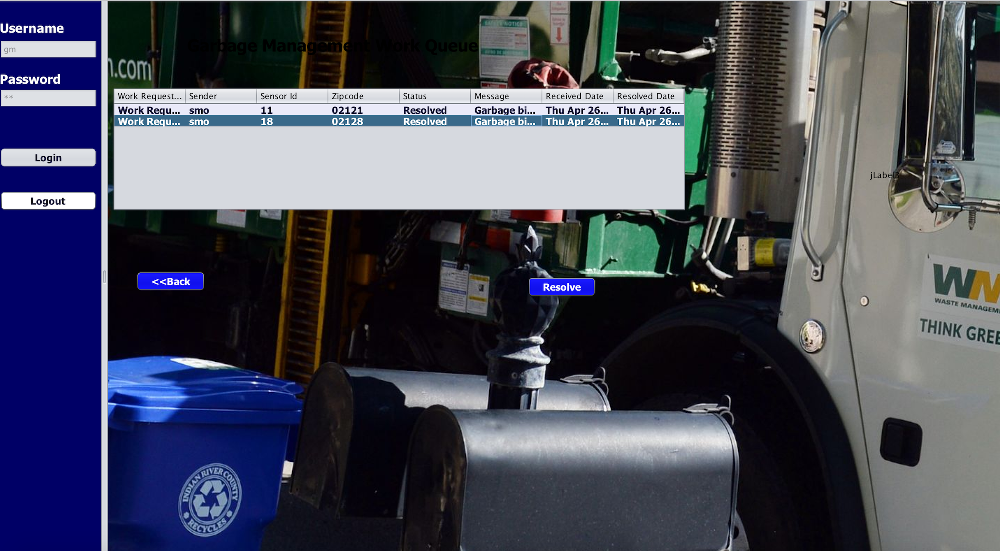 Username
gm
Password
**
Login
Logout
Garbage Management Work Queue
Work Request... Sender Sensor Id Zipcode Status Message Received Date Resolved Date
Work Requ... smo 11 02121 Resolved Garbage bi... Thu Apr 26... Thu Apr 26...
Work Requ... smo 18 02128 Resolved Garbage bi... Thu Apr 26... Thu Apr 26...
<<Back
Resolve
jLabel3
SAFETY NOTICE
.com
WM
WASTE MANAGEM
THINK GREE
INDIAN RIVER COUNTY
RECYCLES